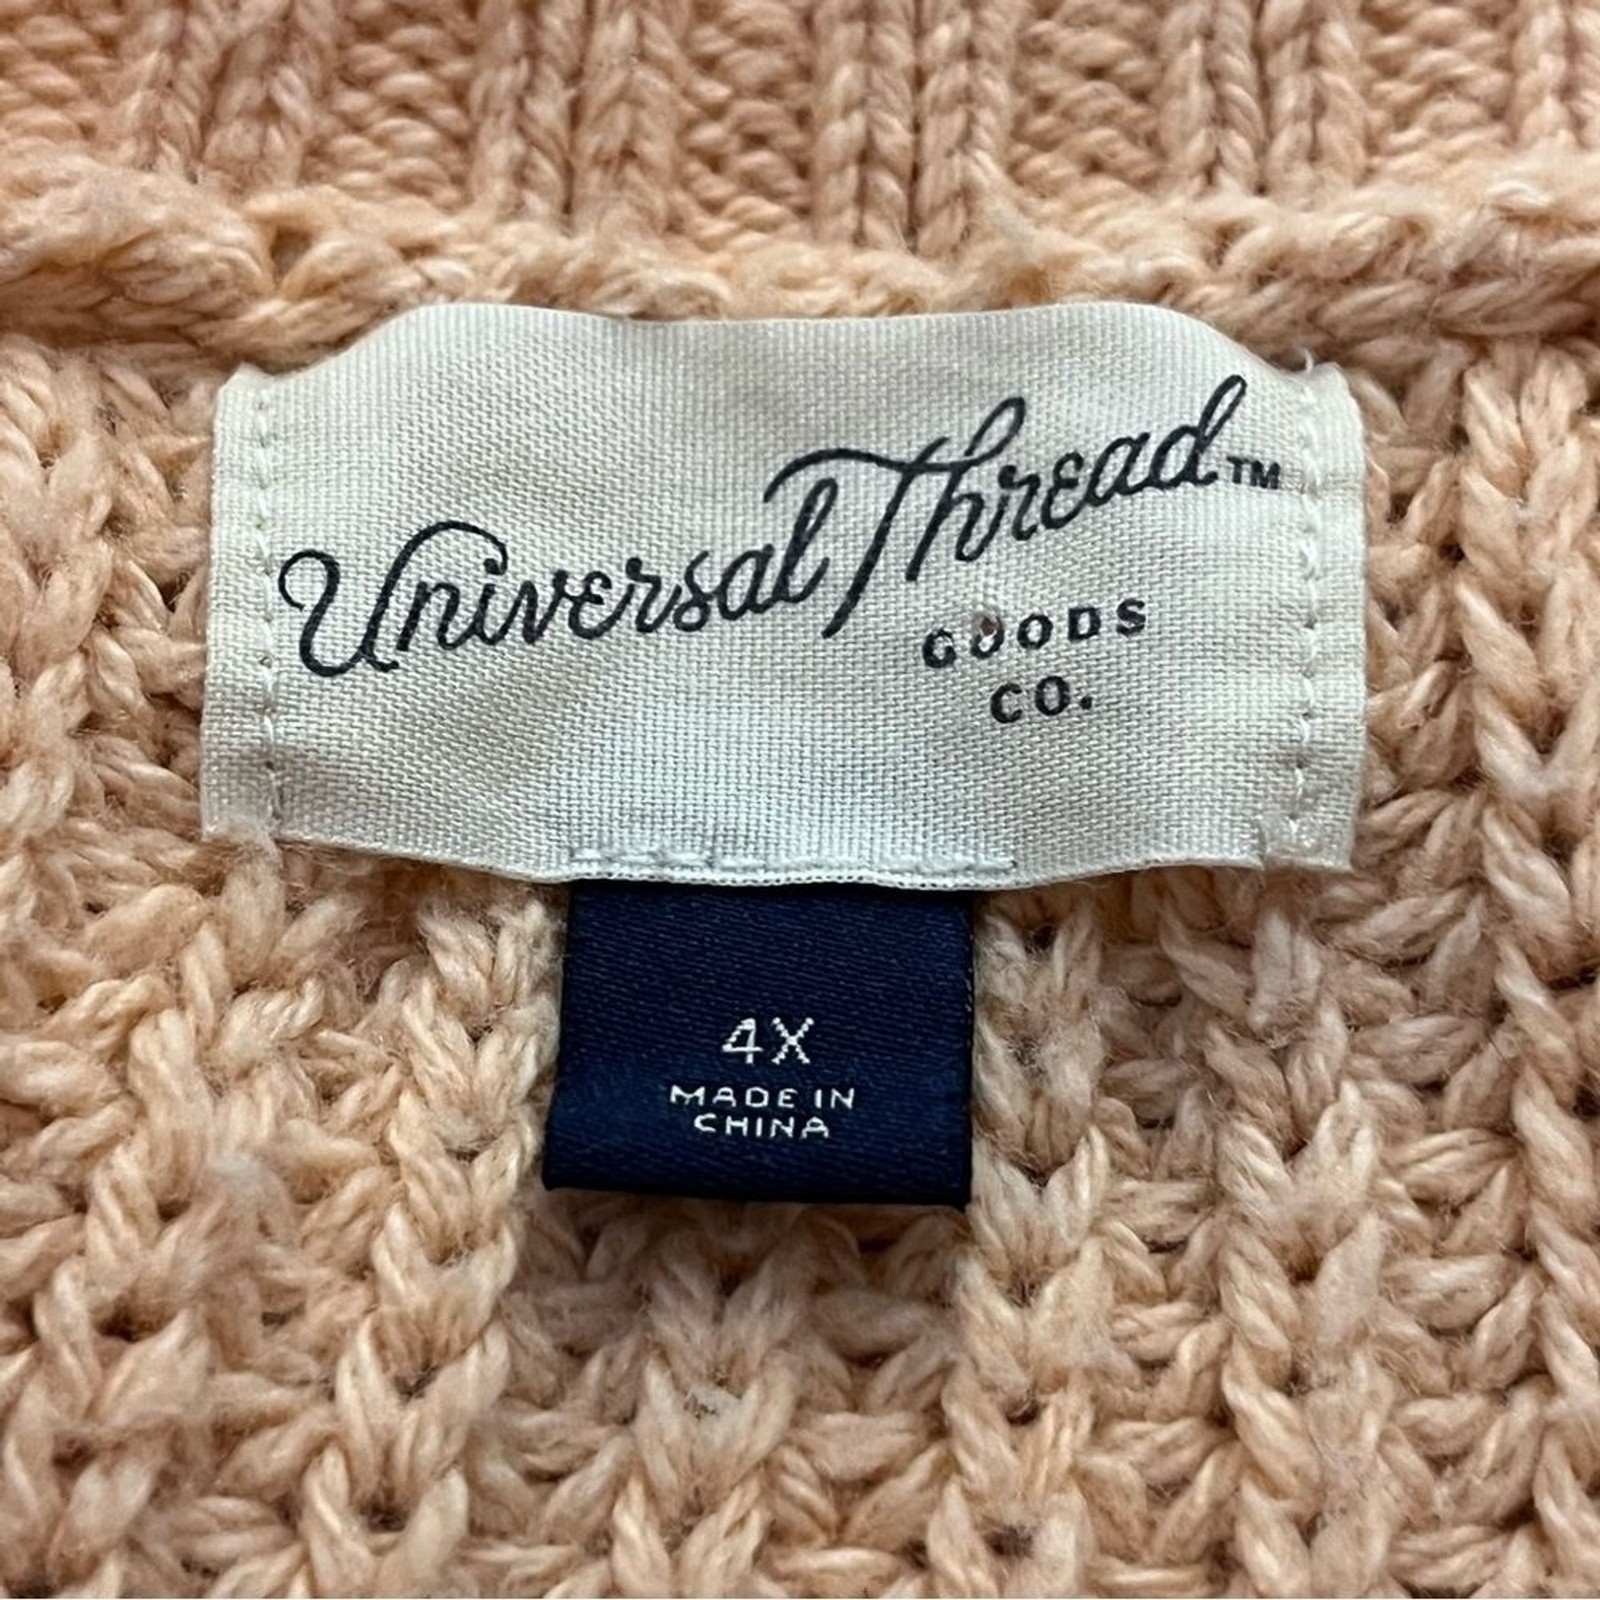 Universal Thread™
GOODS
CO.
4X
MADE IN
CHINA